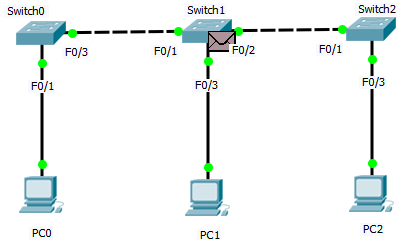 Switch0
Switch1
Switch2
F0/3
F0/1
F0/2
F0/1
F0/1
F0/3
F0/3
PC0
PC1
PC2